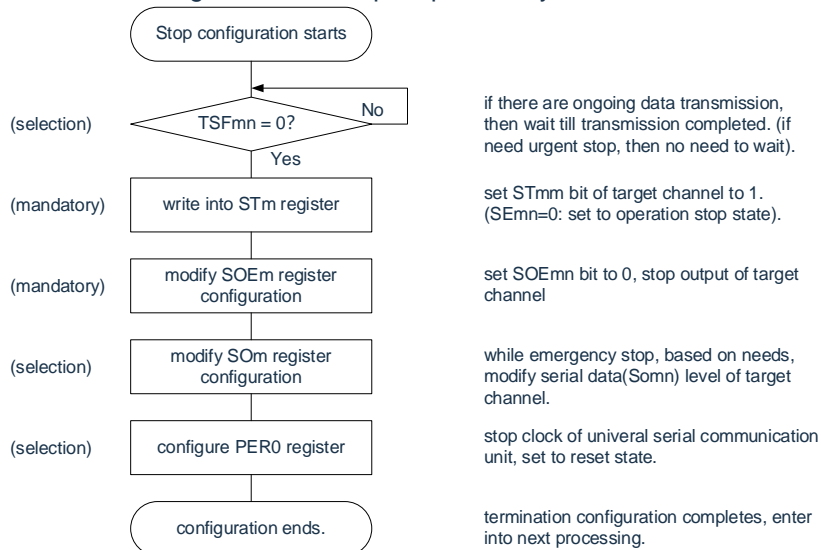 Stop configuration starts
No
(selection)
TSFmn = 0?
if there are ongoing data transmission,
then wait till transmission completed. (if
need urgent stop, then no need to wait).
Yes
(mandatory)
write into STm register
set STmm bit of target channel to 1.
(SEmn=0: set to operation stop state).
(mandatory)
modify SOEm register
configuration
set SOEmn bit to 0, stop output of target
channel
(selection)
modify SOm register
configuration
while emergency stop, based on needs,
modify serial data(Somn) level of target
channel.
(selection)
configure PER0 register
stop clock of univeral serial communication
unit, set to reset state.
configuration ends.
termination configuration completes, enter
into next processing.